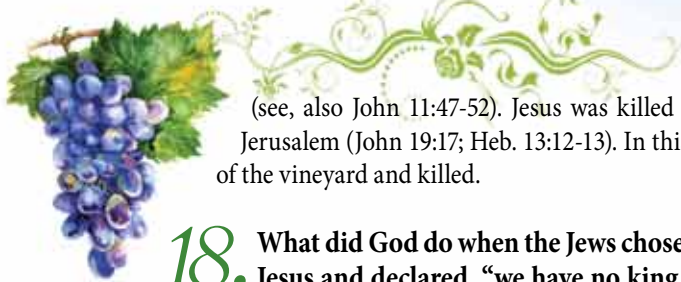 (see, also John 11:47-52). Jesus was killed
Jerusalem (John 19:17; Heb. 13:12-13). In thi
of the vineyard and killed.
18. What did God do when the Jews chose
Jesus and declared, “we have no king